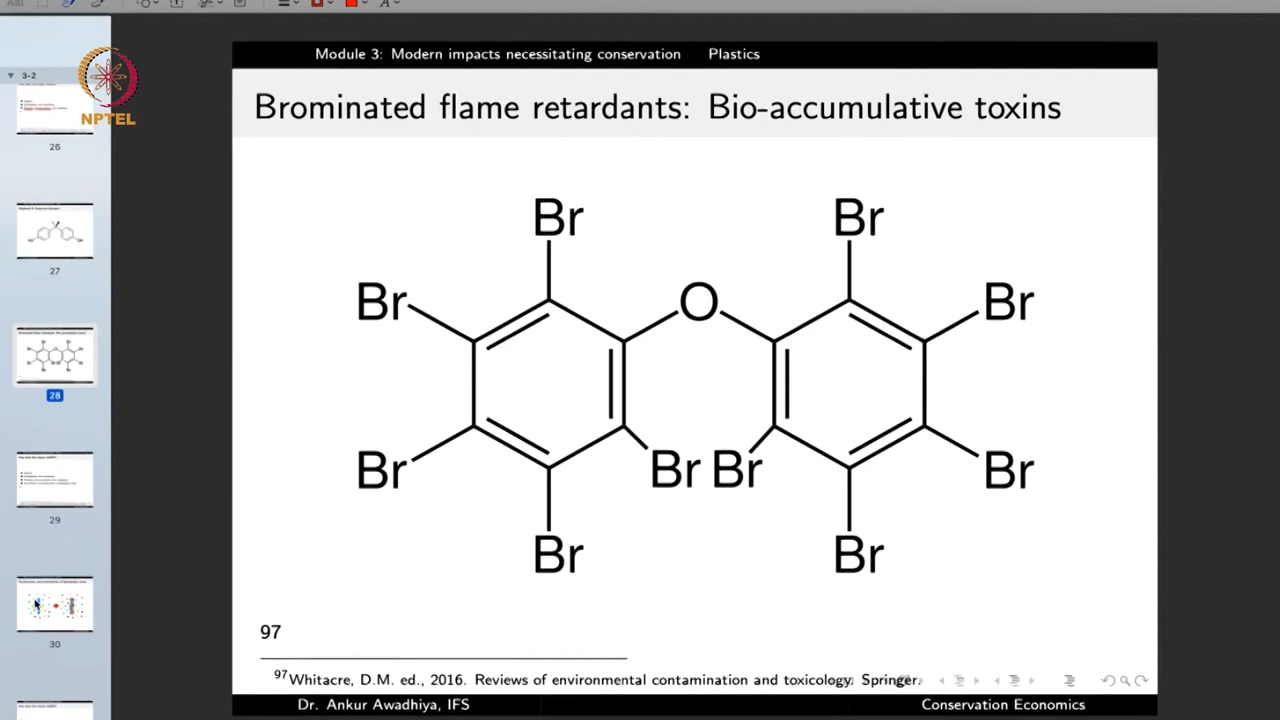 Module 3: Modern impacts necessitating conservation Plastics
3-2
NPTEL
Brominated flame retardants: Bio-accumulative toxins
26
Br Br
Br O Br
27
Br Br Br Br
28
Br Br
29
30
97
97Whitacre, D.M. ed., 2016. Reviews of environmental contamination and toxicology. Springer.
Dr. Ankur Awadhiya, IFS Conservation Economics